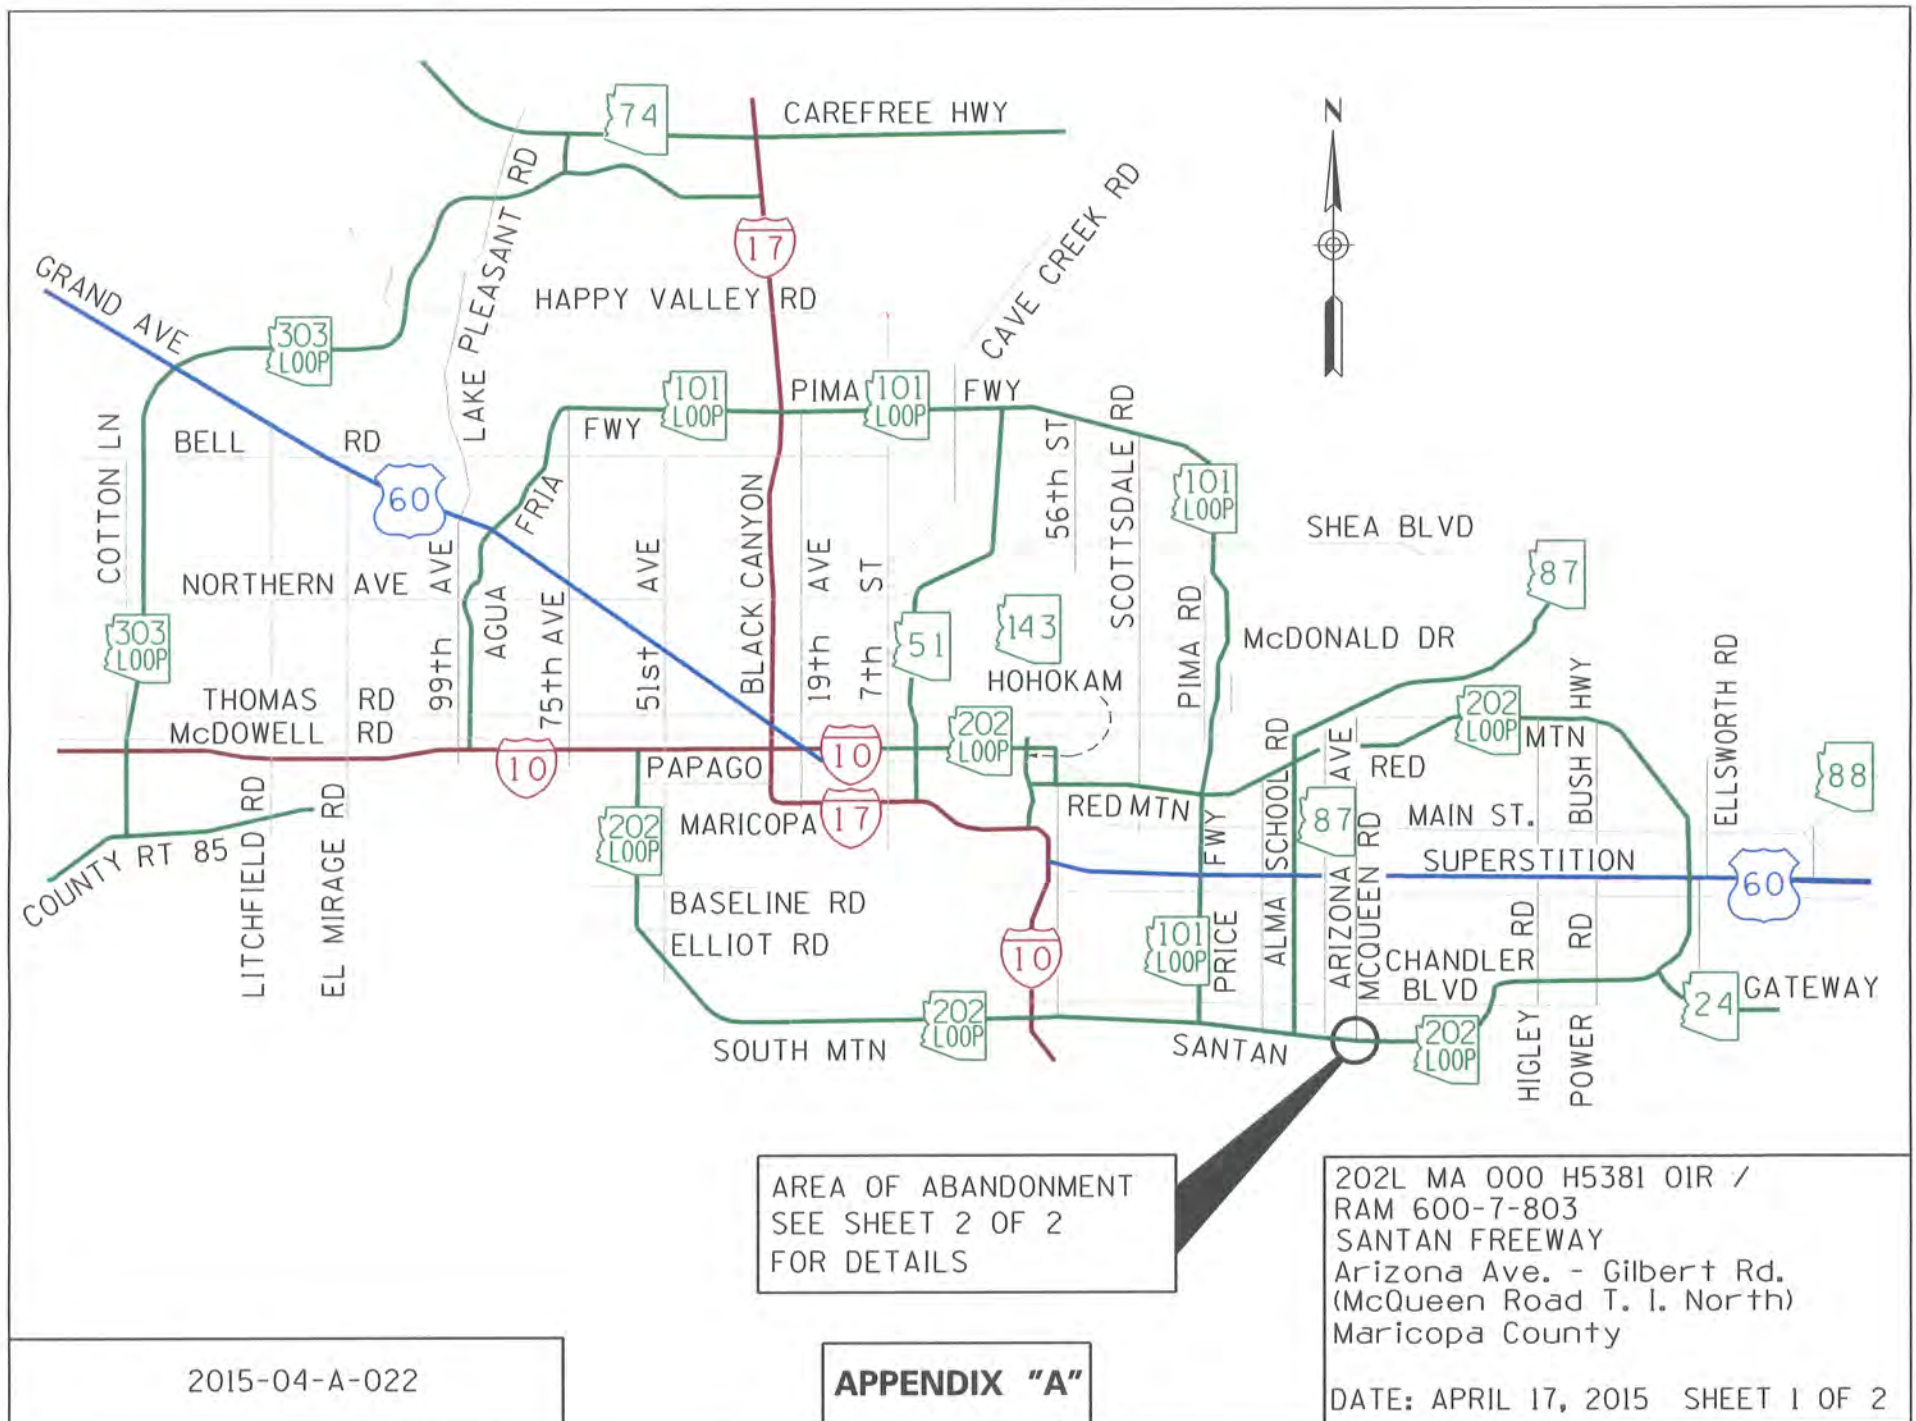 74
CAREFREE HWY
N
LAKE PLEASANT RD
CAVE CREEK RD
17
GRAND AVE
HAPPY VALLEY RD
303
LOOP
101
LOOP
PIMA
101
LOOP
FWY
FWY
COTTON LN
BELL RD
60
AGUA FRIA
BLACK CANYON
56th ST
SCOTTSDALE RD
101
LOOP
SHEA BLVD
NORTHERN AVE
99th AVE
75th AVE
51st AVE
19th AVE
7th ST
87
303
LOOP
51
143
HOHOKAM
PIMA RD
McDONALD DR
THOMAS RD
McDOWELL RD
202
LOOP
202
LOOP
BUSH HWY
ELLSWORTH RD
10
PAPAGO
10
RED MTN
88
MARICOPA
17
RED MTN
87
MAIN ST.
202
LOOP
COUNTY RT 85
LITCHFIELD RD
EL MIRAGE RD
BASELINE RD
ELLIOT RD
10
PRICE FWY
ALMA SCHOOL RD
ARIZONA AVE
MCQUEEN RD
SUPERSTITION
60
101
LOOP
CHANDLER
BLVD
HIGLEY RD
POWER RD
24
GATEWAY
202
LOOP
SOUTH MTN
SANTAN
202
LOOP
AREA OF ABANDONMENT
SEE SHEET 2 OF 2
FOR DETAILS
202L MA 000 H5381 01R /
RAM 600-7-803
SANTAN FREEWAY
Arizona Ave. - Gilbert Rd.
(McQueen Road T. I. North)
Maricopa County
DATE: APRIL 17, 2015 SHEET 1 OF 2
2015-04-A-022
APPENDIX "A"